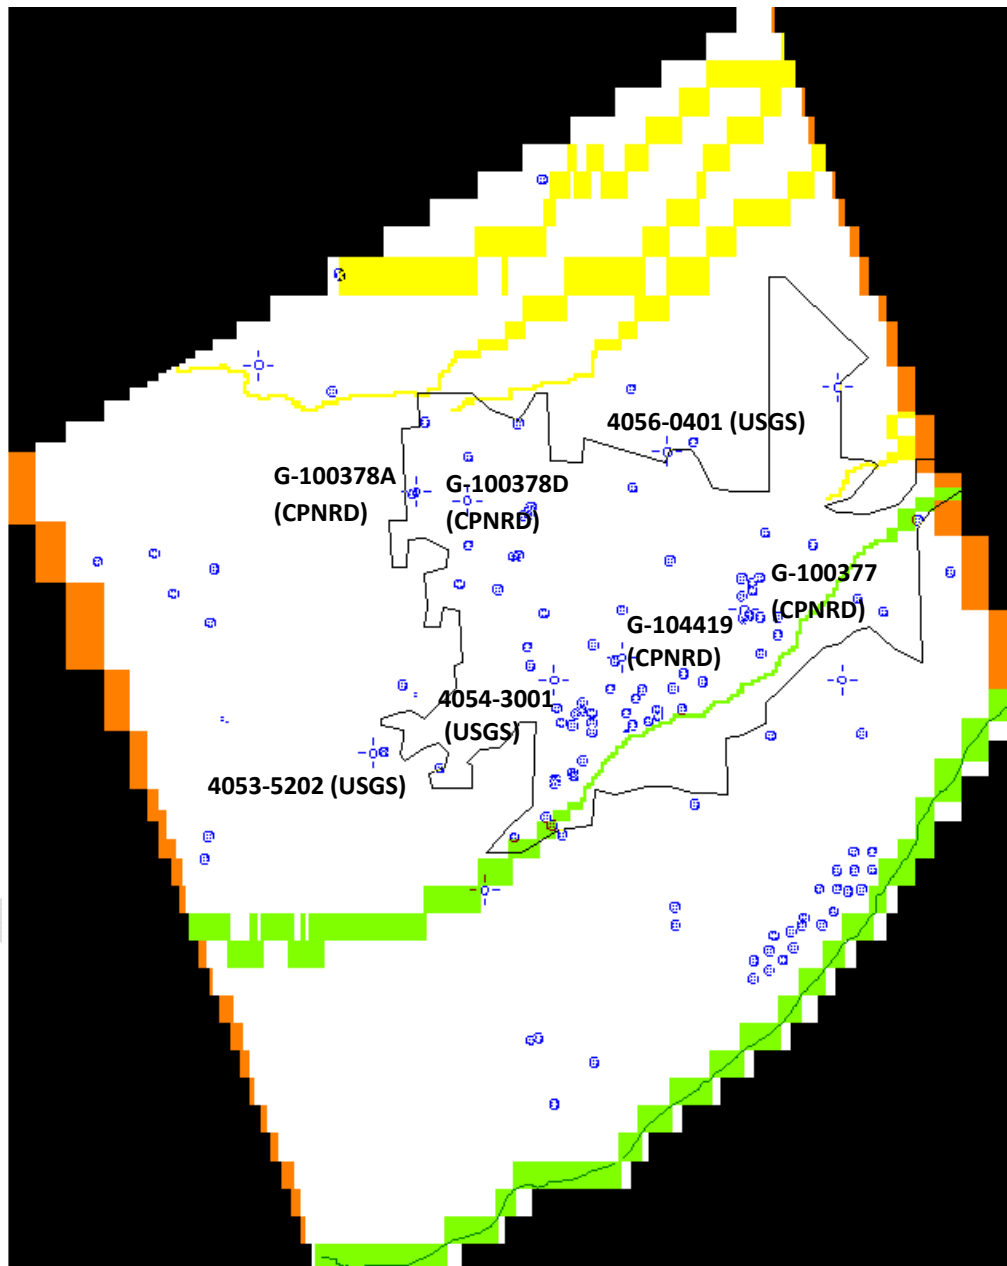 4056-0401 (USGS)
G-100378A
(CPNRD)
G-100378D
(CPNRD)
G-100377
(CPNRD)
G-104419
(CPNRD)
4054-3001
(USGS)
4053-5202 (USGS)